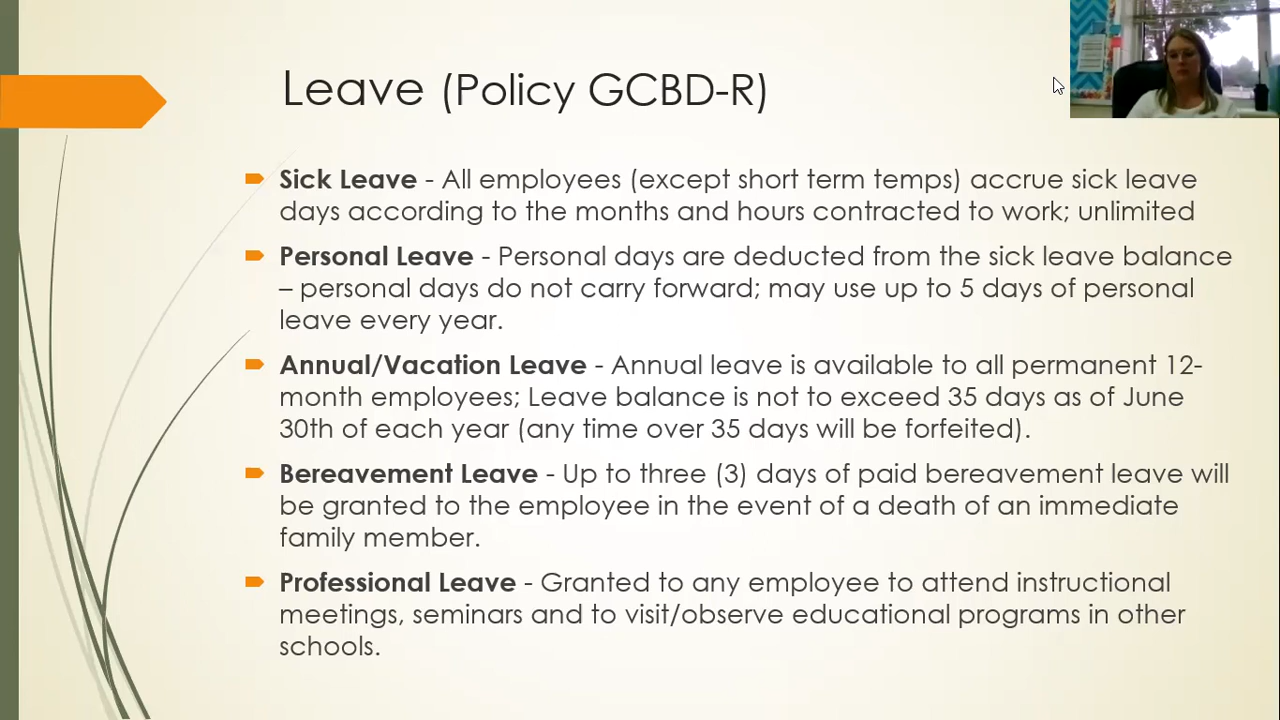 Leave (Policy GCBD-R)
Sick Leave - All employees (except short term temps) accrue sick leave
days according to the months and hours contracted to work; unlimited
Personal Leave - Personal days are deducted from the sick leave balance
– personal days do not carry forward; may use up to 5 days of personal
leave every year.
Annual/Vacation Leave - Annual leave is available to all permanent 12-
month employees; Leave balance is not to exceed 35 days as of June
30th of each year (any time over 35 days will be forfeited).
Bereavement Leave - Up to three (3) days of paid bereavement leave will
be granted to the employee in the event of a death of an immediate
family member.
Professional Leave - Granted to any employee to attend instructional
meetings, seminars and to visit/observe educational programs in other
schools.